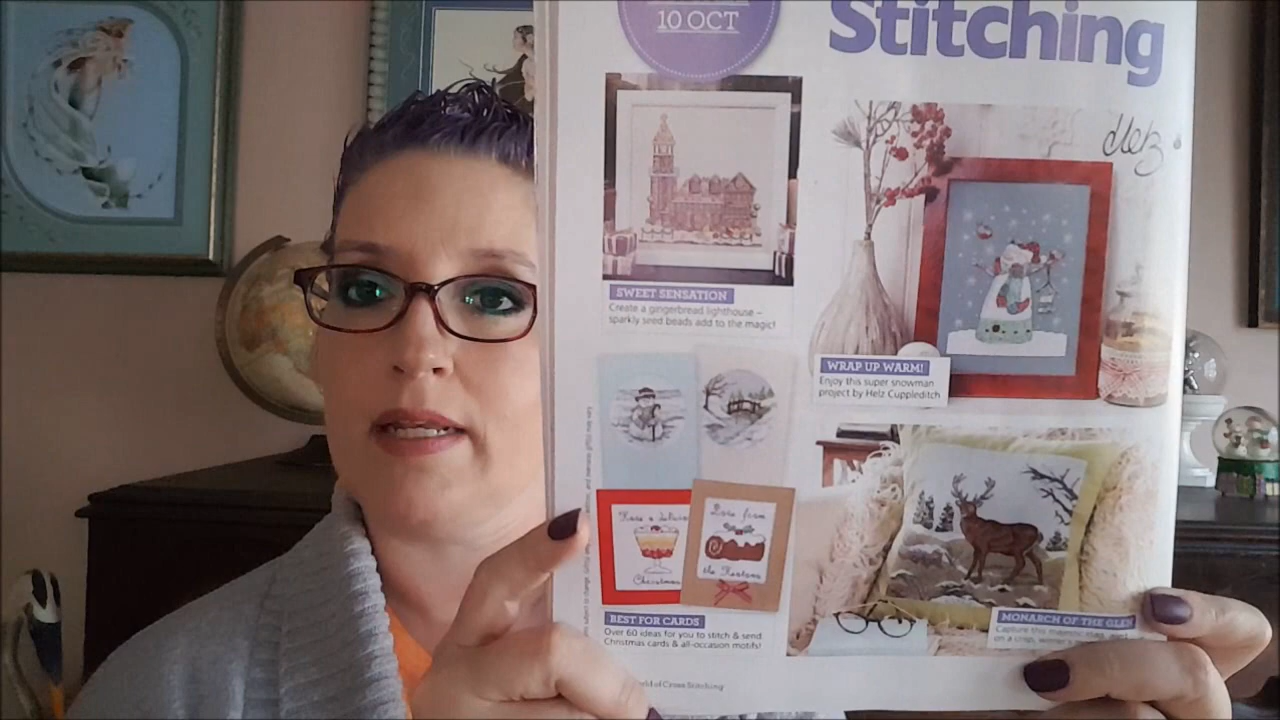 10 OCT
Stitching
Helz
SWEET SENSATION
Create a gingerbread lighthouse –
sparkly seed beads add to the magic!
WRAP UP WARM!
Enjoy this super snowman
project by Helz Cuppleditch
Have a
Christmas
Love from
the
BEST FOR CARDS
Over 60 ideas for you to stitch & send
Christmas cards & all-occasion motifs!
MONARCH OF THE GLEN
Capture this majestic stag
on a crisp, winter's
World of Cross Stitching